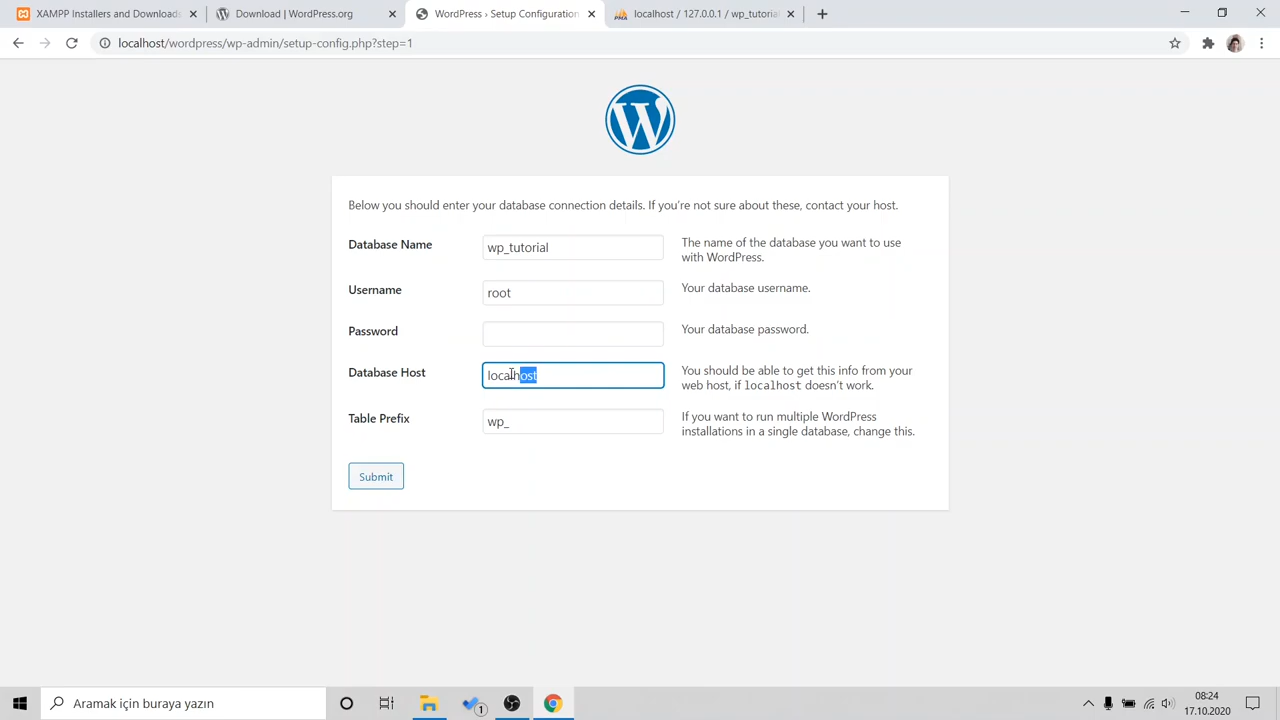 XAMPP Installers and Downloads
Download | WordPress.org
WordPress › Setup Configuration
localhost / 127.0.0.1 / wp_tutorial
localhost/wordpress/wp-admin/setup-config.php?step=1
W
Below you should enter your database connection details. If you're not sure about these, contact your host.
Database Name
wp_tutorial
The name of the database you want to use
with WordPress.
Username
root
Your database username.
Password
Your database password.
Database Host
localhost
You should be able to get this info from your
web host, if localhost doesn't work.
Table Prefix
wp_
If you want to run multiple WordPress
installations in a single database, change this.
Submit
Aramak için buraya yazın
1
08:24
17.10.2020